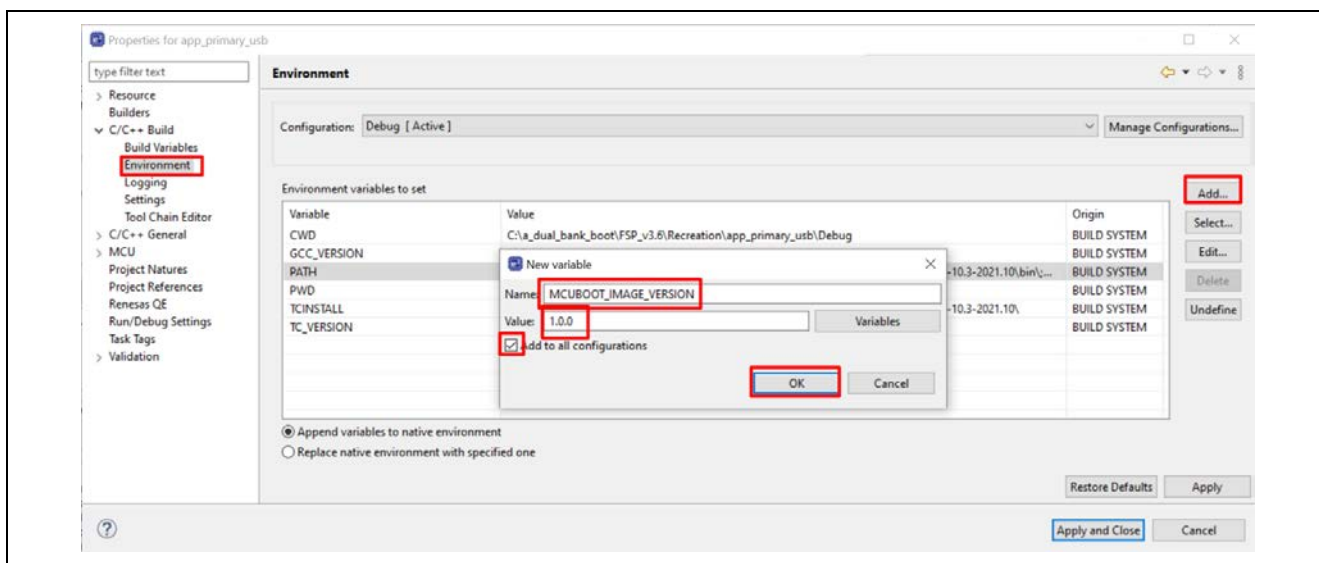 Properties for app_primary_usb
type filter text
Resource
Builders
C/C++ Build
Build Variables
Environment
Logging
Settings
Tool Chain Editor
C/C++ General
MCU
Project Natures
Project References
Renesas QE
Run/Debug Settings
Task Tags
Validation
Environment
Configuration: Debug [ Active ]
Manage Configurations...
Environment variables to set
Variable Value Origin
CWD C:\a_dual_bank_boot\FSP_v3.6\Recreation\app_primary_usb\Debug BUILD SYSTEM
GCC_VERSION BUILD SYSTEM
PATH -10.3-2021.10\bin\;... BUILD SYSTEM
PWD BUILD SYSTEM
TCINSTALL -10.3-2021.10\ BUILD SYSTEM
TC_VERSION BUILD SYSTEM
Add...
Select...
Edit...
Delete
Undefine
New variable
Name: MCUBOOT_IMAGE_VERSION
Value: 1.0.0 Variables
Add to all configurations
OK Cancel
Append variables to native environment
Replace native environment with specified one
Restore Defaults Apply
Apply and Close Cancel